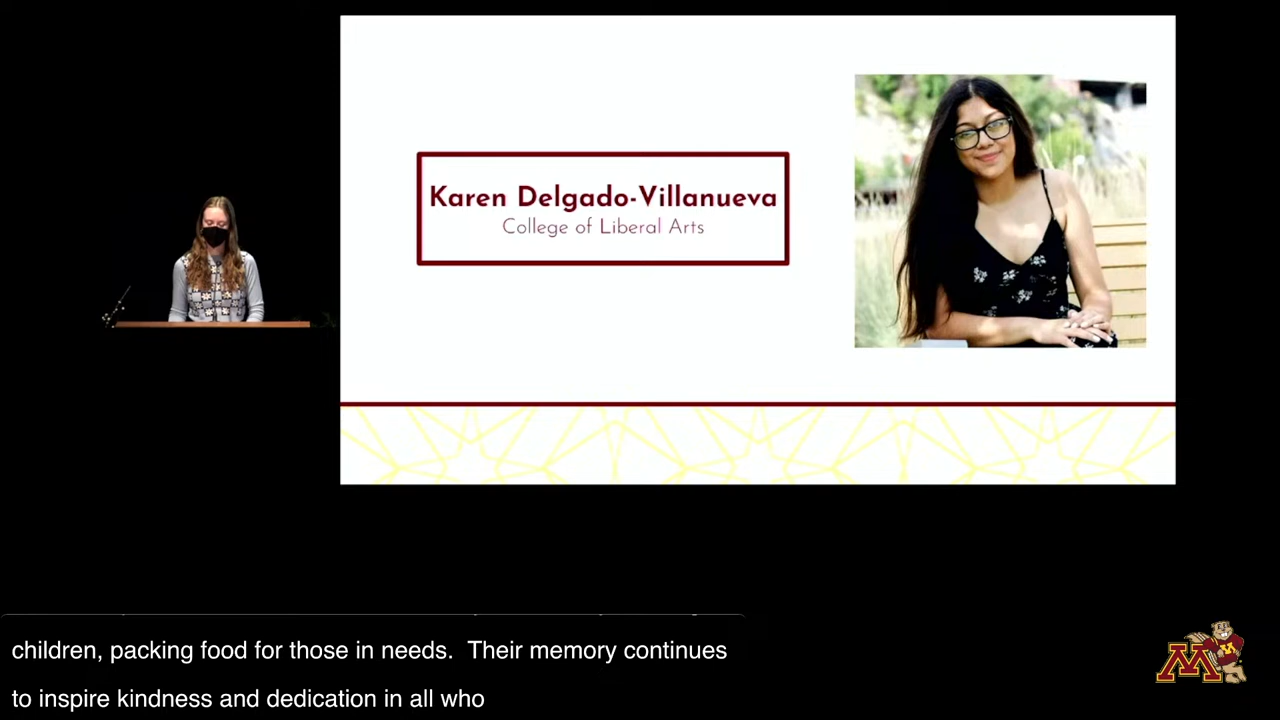 Karen Delgado-Villanueva
College of Liberal Arts
children, packing food for those in needs.  Their memory continues
to inspire kindness and dedication in all who
M